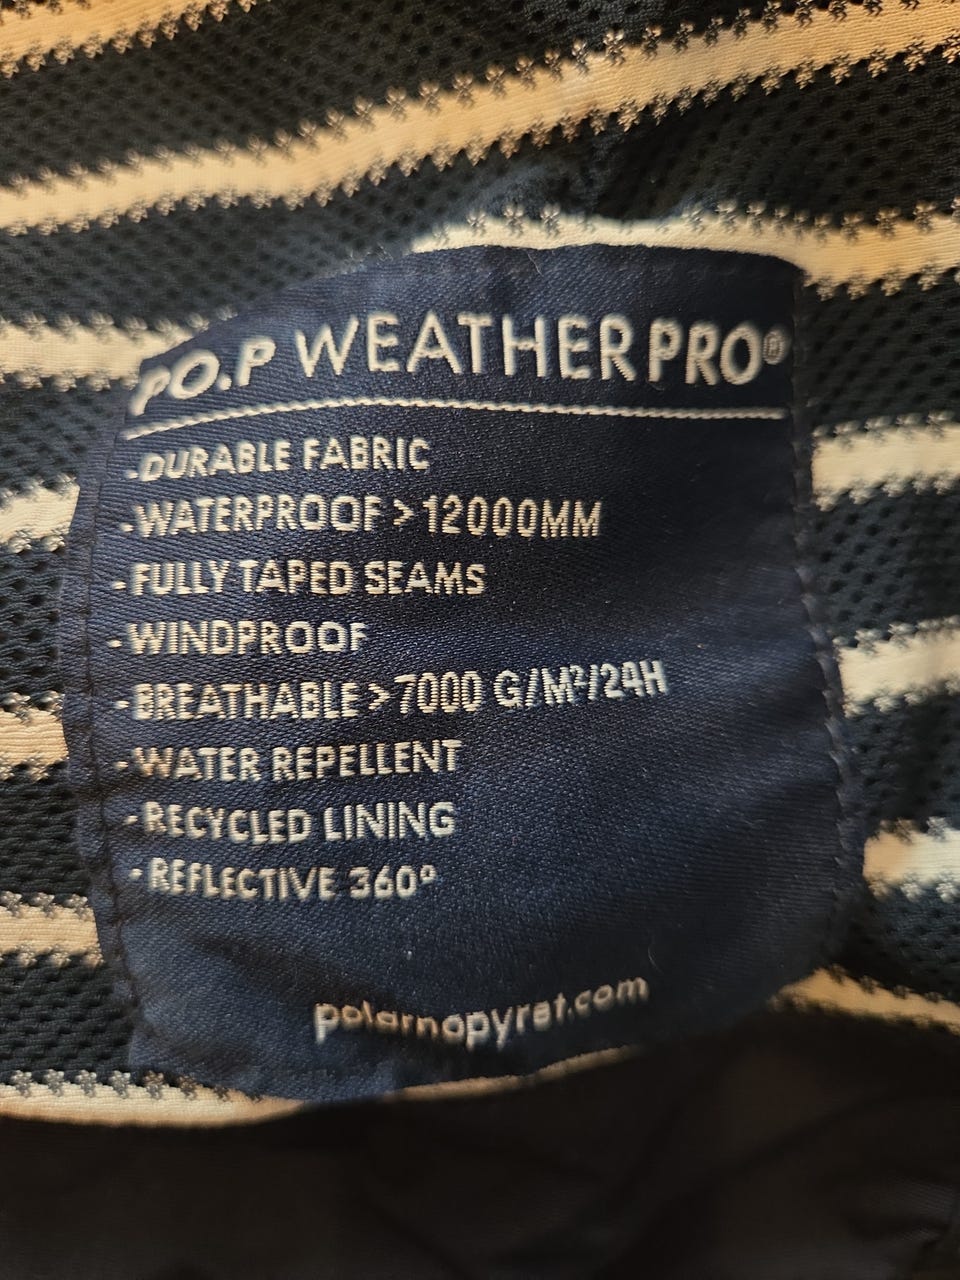 PO.P WEATHERPRO®
-DURABLE FABRIC
-WATERPROOF > 12000MM
-FULLY TAPED SEAMS
-WINDPROOF
-BREATHABLE > 7000 G/M²/24H
-WATER REPELLENT
-RECYCLED LINING
-REFLECTIVE 360°
polarnopyret.com